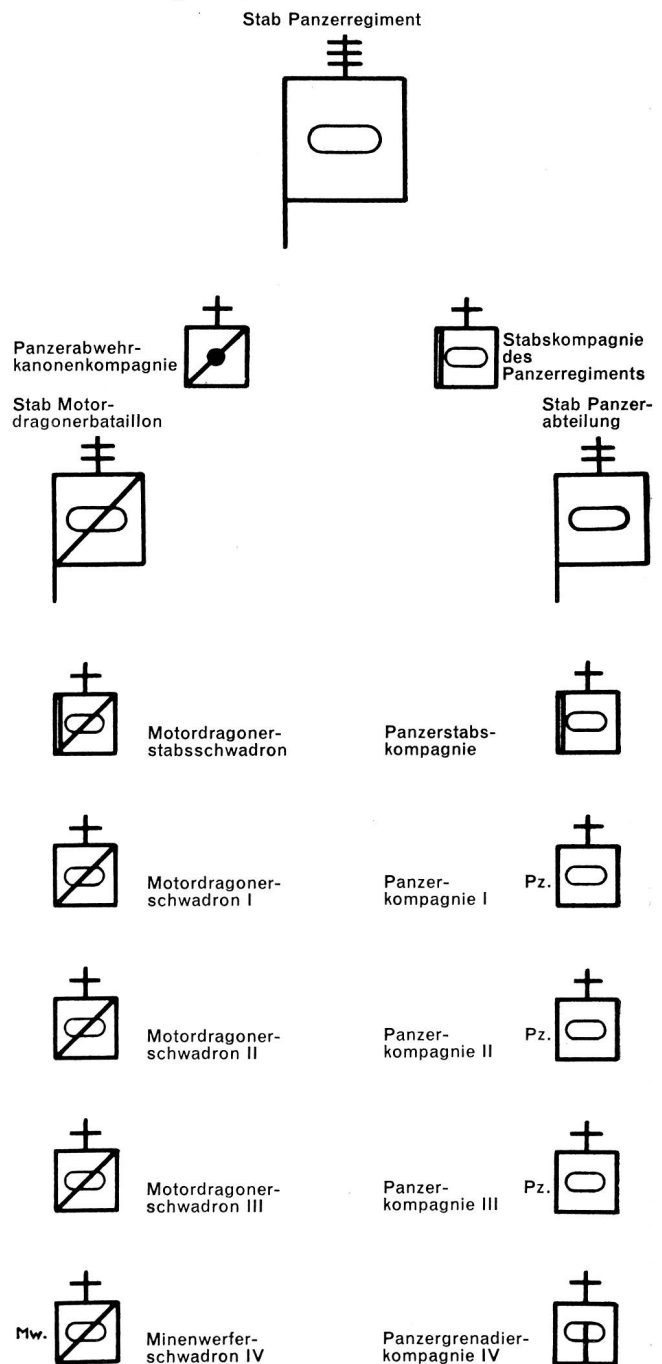 Stab Panzerregiment
Panzerabwehr-
kanonenkompagnie
Stabskompagnie
des
Panzerregiments
Stab Motor-
dragonerbataillon
Stab Panzer-
abteilung
Motordragoner-
stabsschwadron
Panzerstabs-
kompagnie
Motordragoner-
schwadron I
Panzer-
kompagnie I
Pz.
Motordragoner-
schwadron II
Panzer-
kompagnie II
Pz.
Motordragoner-
schwadron III
Panzer-
kompagnie III
Pz.
Mw.
Minenwerfer-
schwadron IV
Panzergrenadier-
kompagnie IV